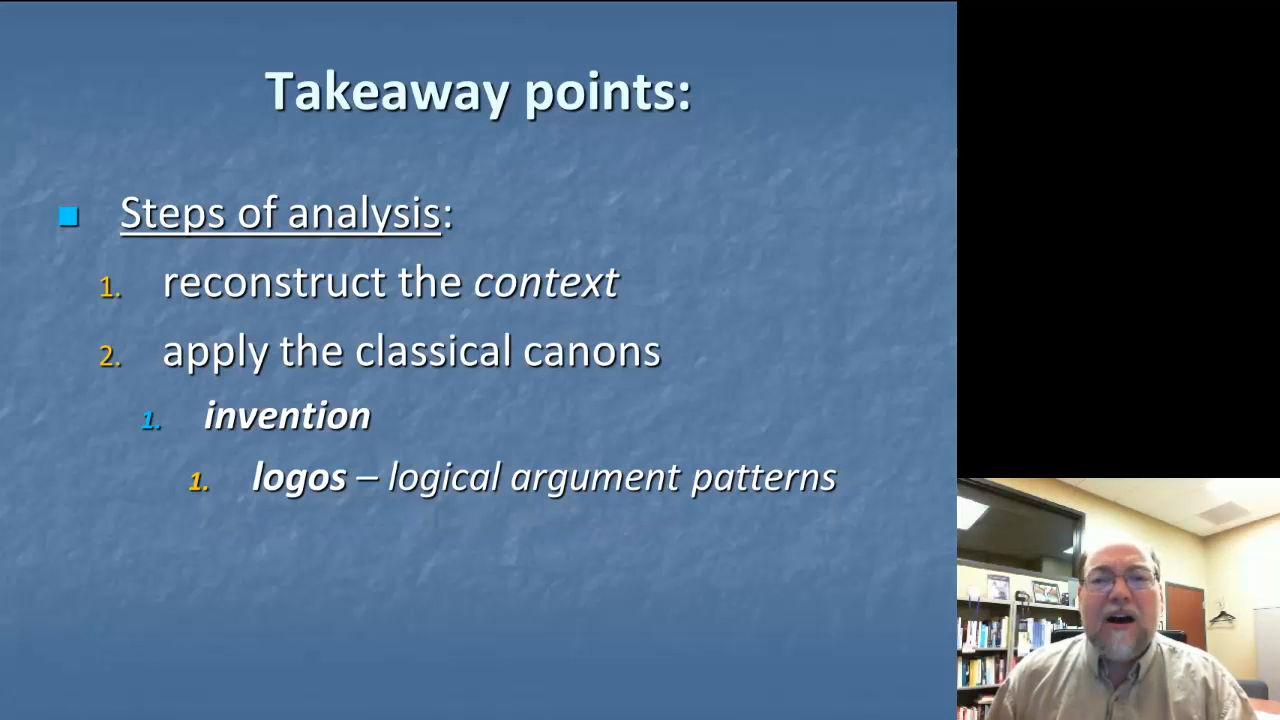 Takeaway points:
Steps of analysis:
1. reconstruct the context
2. apply the classical canons
1. invention
1. logos – logical argument patterns